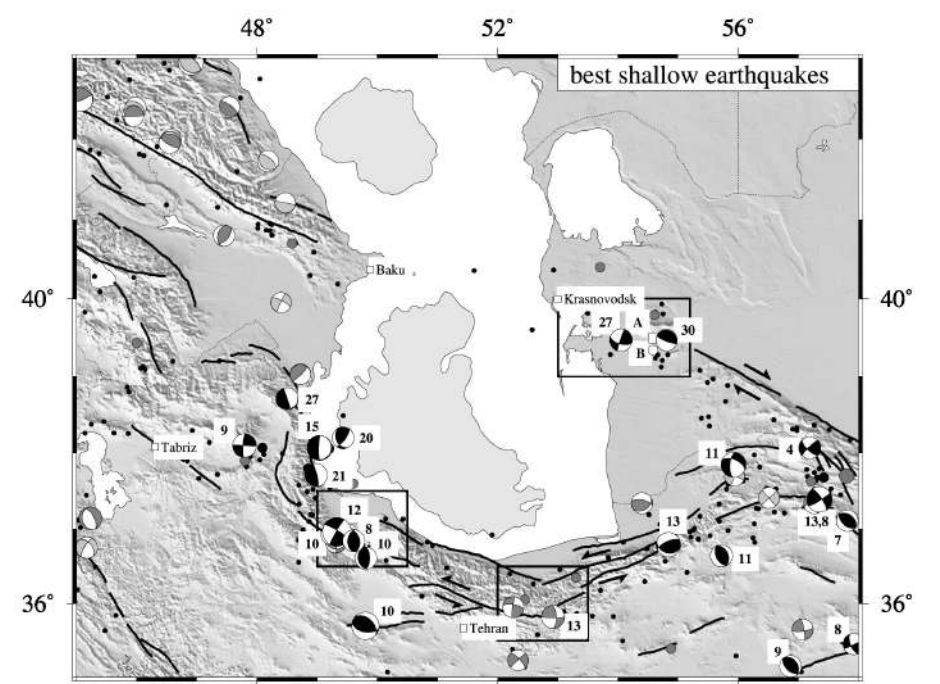 48° 52° 56°
best shallow earthquakes
Baku
40° 40°
Krasnovodsk
27 A 30
B
27
15
20
9
Tabriz
11 4
21
12
8
13
13,8
10 10
7
11
36° 36°
10
13
Tehran
8
9